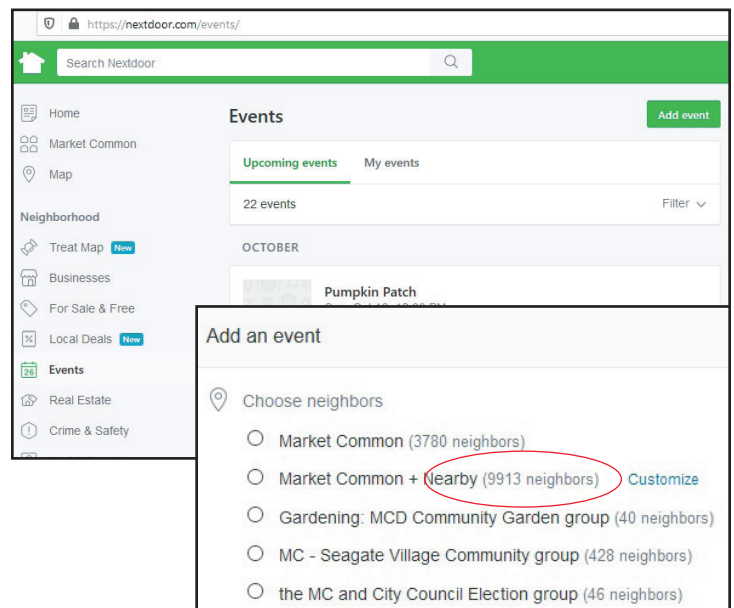 https://nextdoor.com/events/
Search Nextdoor
Home
Market Common
Map
Neighborhood
Treat Map New
Businesses
For Sale & Free
Local Deals New
26 Events
Real Estate
Crime & Safety
Events
Add event
Upcoming events My events
22 events Filter
OCTOBER
Pumpkin Patch
Add an event
Choose neighbors
Market Common (3780 neighbors)
Market Common + Nearby (9913 neighbors) Customize
Gardening: MCD Community Garden group (40 neighbors)
MC - Seagate Village Community group (428 neighbors)
the MC and City Council Election group (46 neighbors)